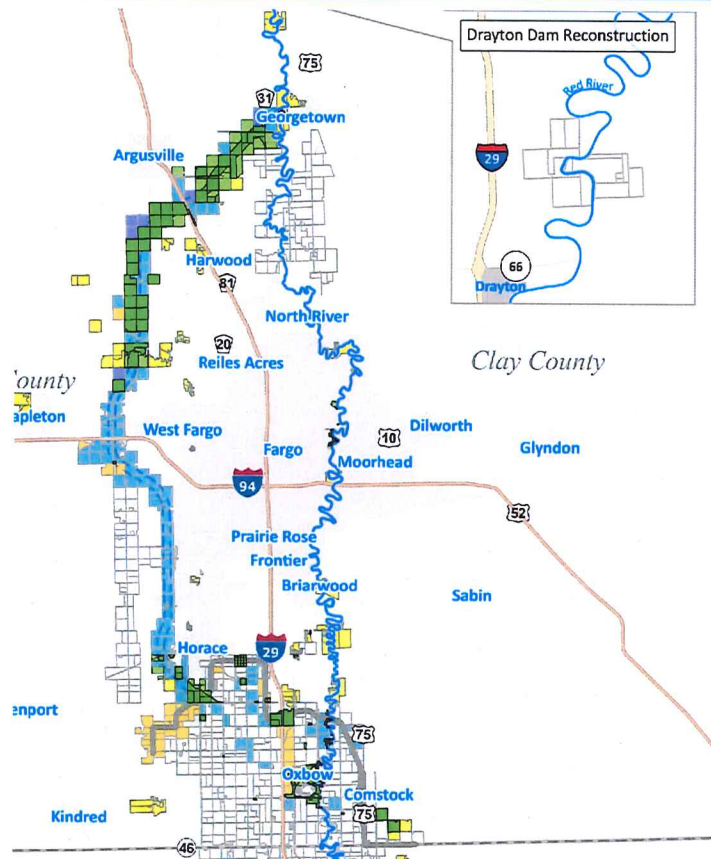 Drayton Dam Reconstruction
75
Red River
31
Georgetown
Argusville
29
Harwood
66
81
Drayton
North River
20
Reiles Acres
Clay County
ounty
apleton
West Fargo
10
Dilworth
Fargo
Glyndon
Moorhead
94
52
Prairie Rose
Frontier
Briarwood
Sabin
Horace
29
enport
75
Oxbow
Comstock
Kindred
75
46